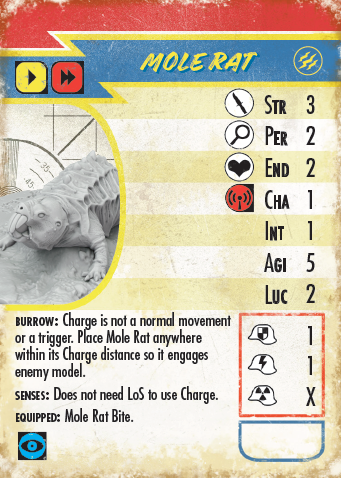 MOLE RAT
STR 3
PER 2
END 2
CHA 1
INT 1
AGI 5
LUC 2
35
45
BURROW: Charge is not a normal movement
or a trigger. Place Mole Rat anywhere
within its Charge distance so it engages
enemy model.
SENSES: Does not need LoS to use Charge.
EQUIPPED: Mole Rat Bite.
1
1
X